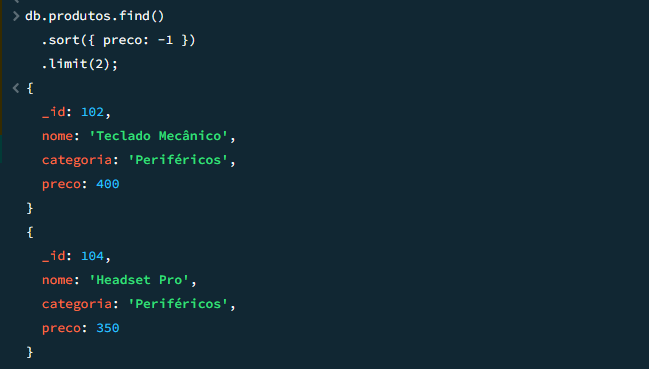 > db.produtos.find()
.sort({ preco: -1 })
.limit(2);
< {
_id: 102,
nome: 'Teclado Mecânico',
categoria: 'Periféricos',
preco: 400
}
{
_id: 104,
nome: 'Headset Pro',
categoria: 'Periféricos',
preco: 350
}